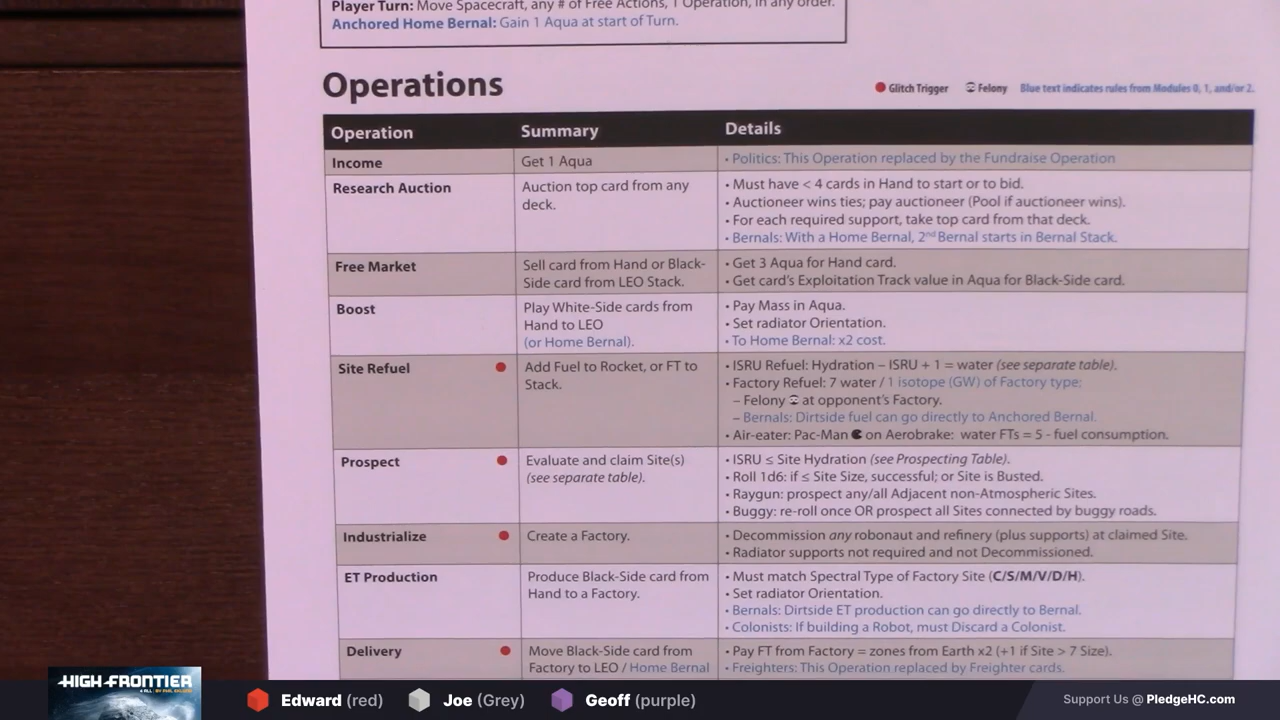 Player Turn: Move Spacecraft, any # of Free Actions, 1 Operation, in any order.
Anchored Home Bernal: Gain 1 Aqua at start of Turn.
Operations
Glitch Trigger Felony Blue text indicates rules from Modules 0, 1, and/or 2.
Operation Summary Details
Income Get 1 Aqua • Politics: This Operation replaced by the Fundraise Operation
Research Auction Auction top card from any • Must have < 4 cards in Hand to start or to bid.
deck. • Auctioneer wins ties; pay auctioneer (Pool if auctioneer wins).
• For each required support, take top card from that deck.
• Bernals: With a Home Bernal, 2nd Bernal starts in Bernal Stack.
Free Market Sell card from Hand or Black- • Get 3 Aqua for Hand card.
Side card from LEO Stack. • Get card's Exploitation Track value in Aqua for Black-Side card.
Boost Play White-Side cards from • Pay Mass in Aqua.
Hand to LEO • Set radiator Orientation.
(or Home Bernal). • To Home Bernal: x2 cost.
Site Refuel Add Fuel to Rocket, or FT to • ISRU Refuel: Hydration – ISRU + 1 = water (see separate table).
Stack. • Factory Refuel: 7 water / 1 isotope (GW) of Factory type;
– Felony at opponent's Factory.
– Bernals: Dirtside fuel can go directly to Anchored Bernal.
• Air-eater: Pac-Man on Aerobrake: water FTs = 5 - fuel consumption.
Prospect Evaluate and claim Site(s) • ISRU ≤ Site Hydration (see Prospecting Table).
(see separate table). • Roll 1d6: if ≤ Site Size, successful; or Site is Busted.
• Raygun: prospect any/all Adjacent non-Atmospheric Sites.
• Buggy: re-roll once OR prospect all Sites connected by buggy roads.
Industrialize Create a Factory. • Decommission any robonaut and refinery (plus supports) at claimed Site.
• Radiator supports not required and not Decommissioned.
ET Production Produce Black-Side card from • Must match Spectral Type of Factory Site (C/S/M/V/D/H).
Hand to a Factory. • Set radiator Orientation.
• Bernals: Dirtside ET production can go directly to Bernal.
• Colonists: If building a Robot, must Discard a Colonist.
Delivery Move Black-Side card from • Pay FT from Factory = zones from Earth x2 (+1 if Site > 7 Size).
Factory to LEO / Home Bernal • Freighters: This Operation replaced by Freighter cards.
HIGH FRONTIER
Edward (red) Joe (Grey) Geoff (purple) Support Us @ PledgeHC.com